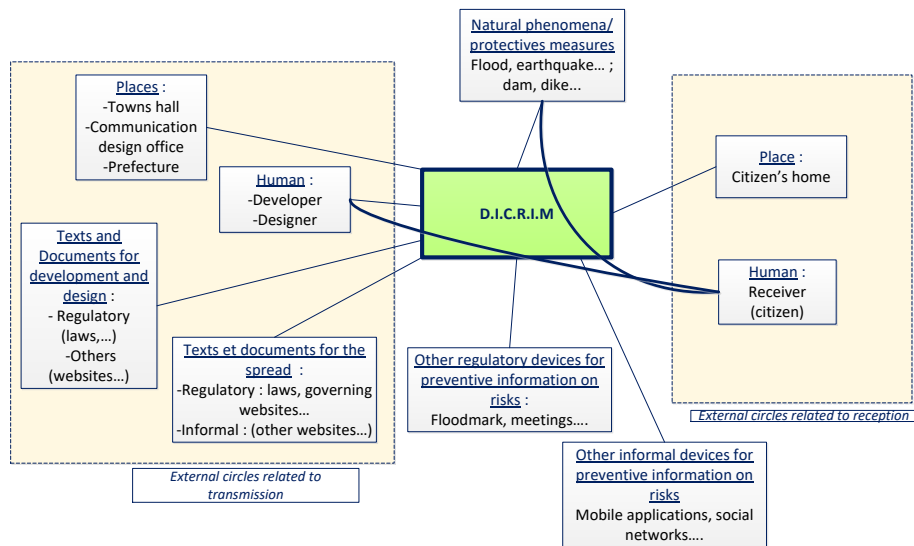 Natural phenomena/
protectives measures
Flood, earthquake… ;
dam, dike...
Places :
-Towns hall
-Communication
design office
-Prefecture
Human :
-Developer
-Designer
D.I.C.R.I.M
Place :
Citizen’s home
Texts and
Documents for
development and
design :
- Regulatory
(laws,…)
-Others
(websites…)
Human :
Receiver
(citizen)
Texts et documents for the
spread :
-Regulatory : laws, governing
websites…
-Informal : (other websites…)
Other regulatory devices for
preventive information on
risks :
Floodmark, meetings….
External circles related to reception
Other informal devices for
preventive information on
risks
Mobile applications, social
networks….
External circles related to
transmission